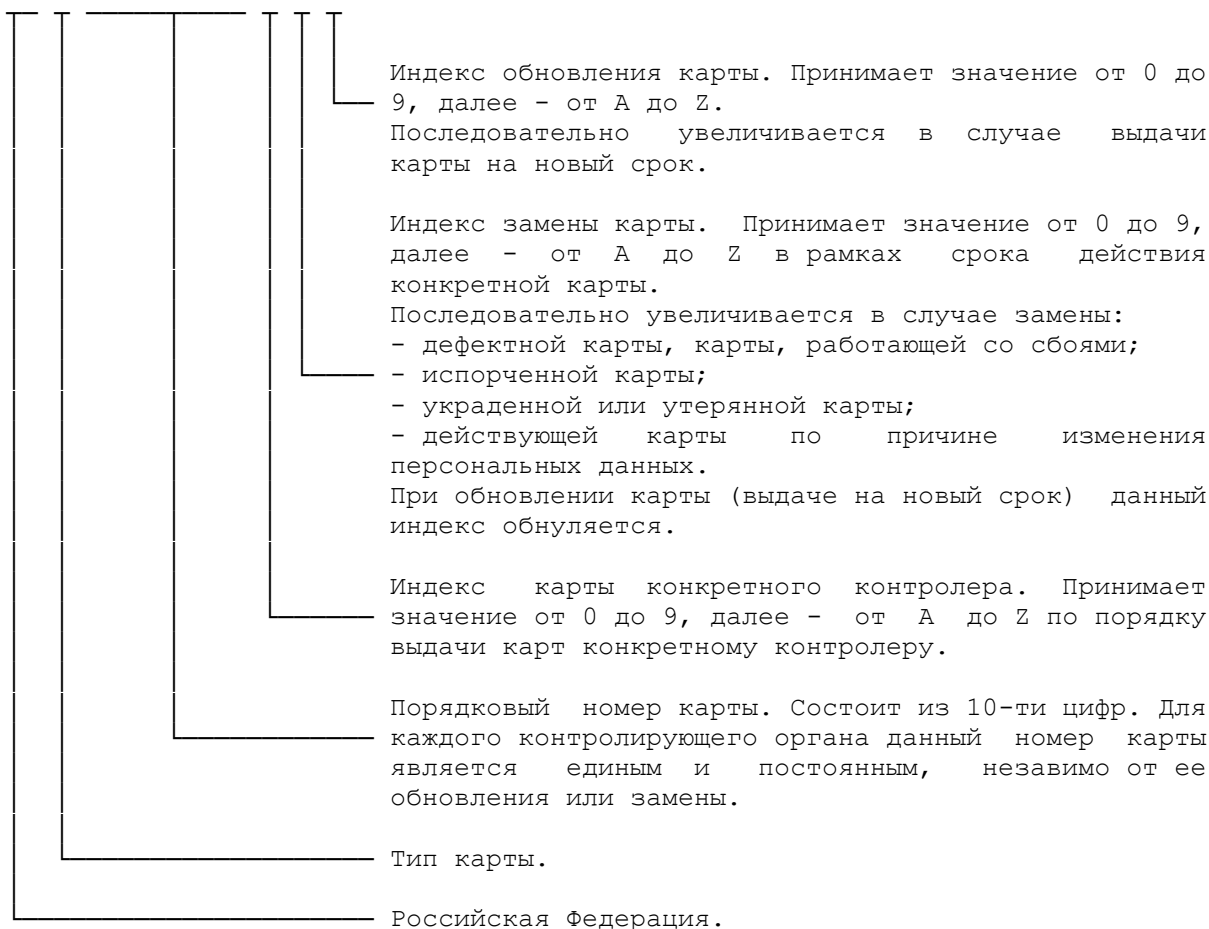 Индекс обновления карты. Принимает значение от 0 до
9, далее - от A до Z.
Последовательно увеличивается в случае выдачи
карты на новый срок.
Индекс замены карты. Принимает значение от 0 до 9,
далее - от A до Z в рамках срока действия
конкретной карты.
Последовательно увеличивается в случае замены:
- дефектной карты, карты, работающей со сбоями;
- испорченной карты;
- украденной или утерянной карты;
- действующей карты по причине изменения
персональных данных.
При обновлении карты (выдаче на новый срок) данный
индекс обнуляется.
Индекс карты конкретного контролера. Принимает
значение от 0 до 9, далее - от A до Z по порядку
выдачи карт конкретному контролеру.
Порядковый номер карты. Состоит из 10-ти цифр. Для
каждого контролирующего органа данный номер карты
является единым и постоянным, незавимо от ее
обновления или замены.
Тип карты.
Российская Федерация.